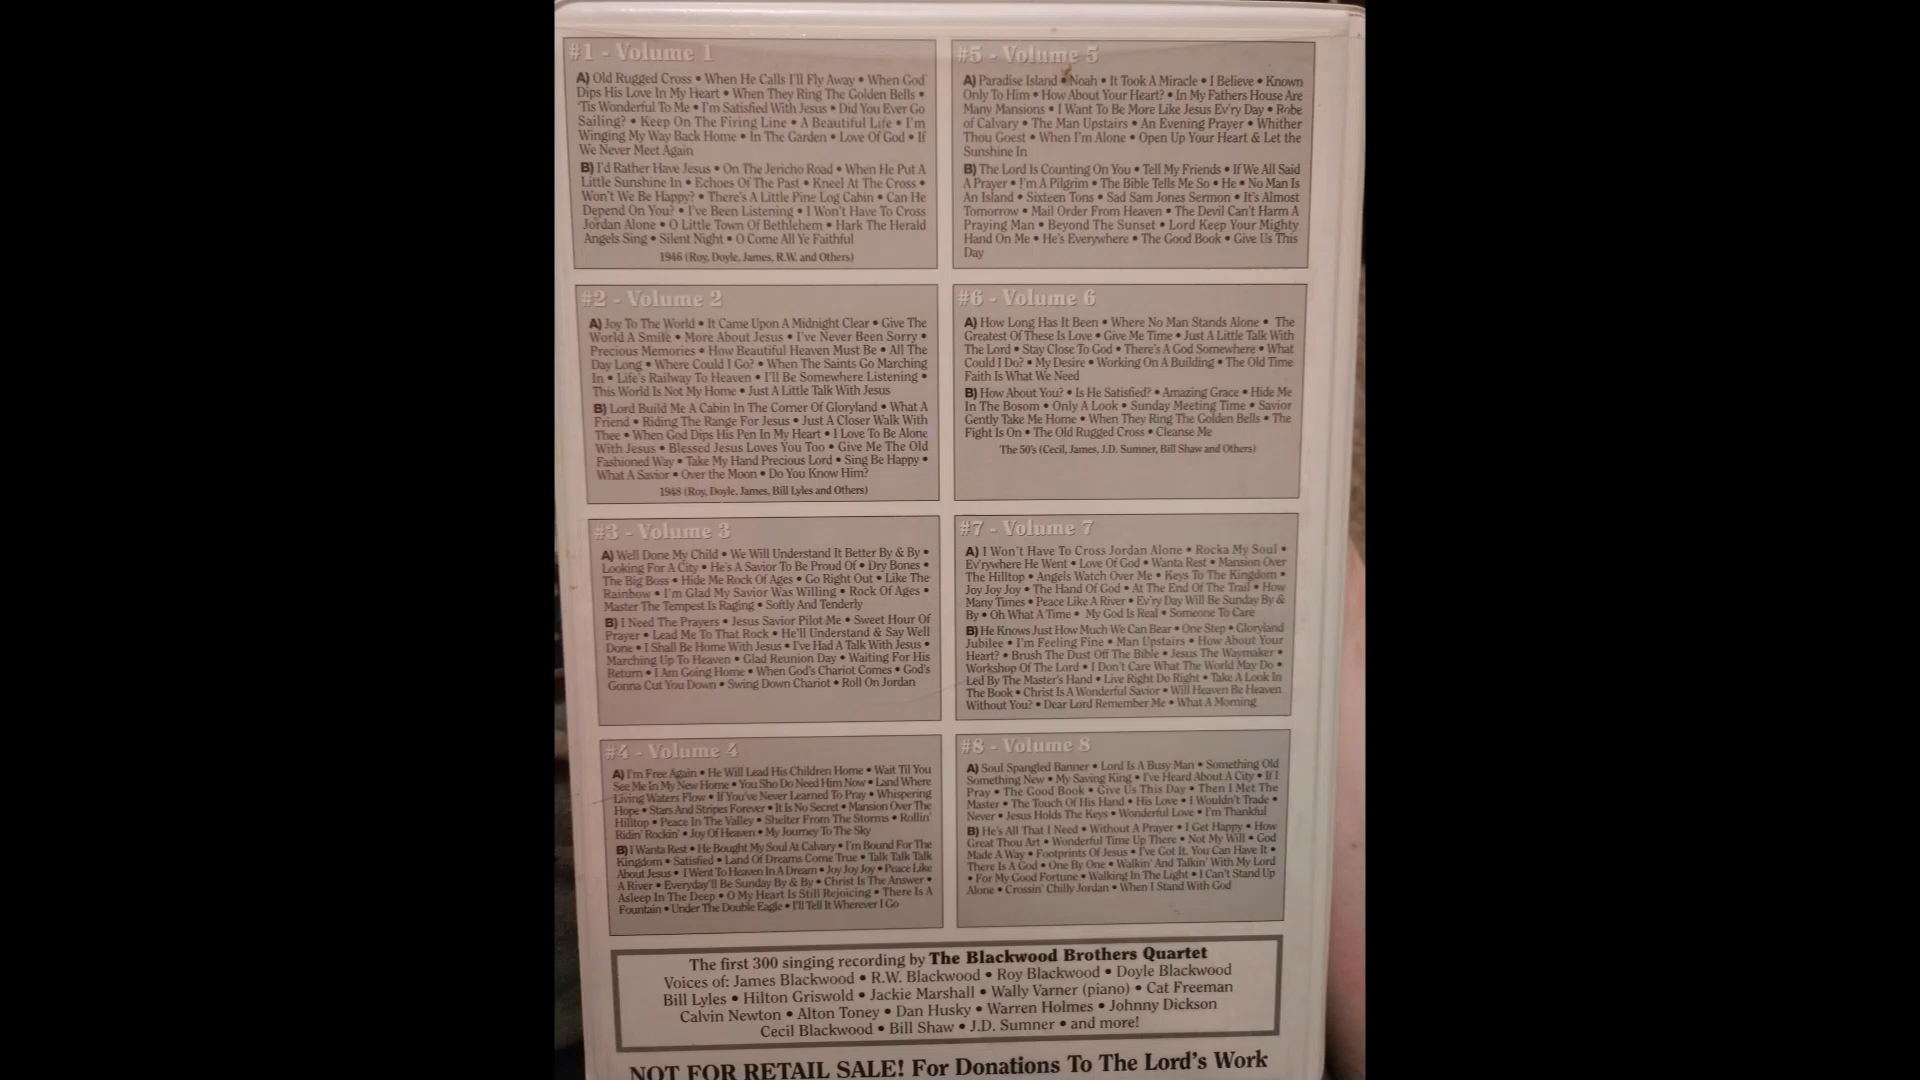 #1 - Volume 1
A) Old Rugged Cross • When He Calls I'll Fly Away • When God
Dips His Love In My Heart • When They Ring The Golden Bells •
'Tis Wonderful To Me • I'm Satisfied With Jesus • Did You Ever Go
Sailing? • Keep On The Firing Line • A Beautiful Life • I'm
Winging My Way Back Home • In The Garden • Love Of God • If
We Never Meet Again
B) I'd Rather Have Jesus • On The Jericho Road • When He Put A
Little Sunshine In • Echoes Of The Past • Kneel At The Cross •
Won't We Be Happy? • There's A Little Pine Log Cabin • Can He
Depend On You? • I've Been Listening • I Won't Have To Cross
Jordan Alone • O Little Town Of Bethlehem • Hark The Herald
Angels Sing • Silent Night • O Come All Ye Faithful
1946 (Roy, Doyle, James, R.W. and Others)
#2 - Volume 2
A) Joy To The World • It Came Upon A Midnight Clear • Give The
World A Smile • More About Jesus • I've Never Been Sorry •
Precious Memories • How Beautiful Heaven Must Be • All The
Day Long • Where Could I Go? • When The Saints Go Marching
In • Life's Railway To Heaven • I'll Be Somewhere Listening •
This World Is Not My Home • Just A Little Talk With Jesus
B) Lord Build Me A Cabin In The Corner Of Gloryland • What A
Friend • Riding The Range For Jesus • Just A Closer Walk With
Thee • When God Dips His Pen In My Heart • I Love To Be Alone
With Jesus • Blessed Jesus Loves You Too • Give Me The Old
Fashioned Way • Take My Hand Precious Lord • Sing Be Happy •
What A Savior • Over the Moon • Do You Know Him?
1948 (Roy, Doyle, James, Bill Lyles and Others)
#3 - Volume 3
A) Well Done My Child • We Will Understand It Better By & By •
Looking For A City • He's A Savior To Be Proud Of • Dry Bones •
The Big Boss • Hide Me Rock Of Ages • Go Right Out • Like The
Rainbow • I'm Glad My Savior Was Willing • Rock Of Ages •
Master The Tempest Is Raging • Softly And Tenderly
B) I Need The Prayers • Jesus Savior Pilot Me • Sweet Hour Of
Prayer • Lead Me To That Rock • He'll Understand & Say Well
Done • I Shall Be Home With Jesus • I've Had A Talk With Jesus •
Marching Up To Heaven • Glad Reunion Day • Waiting For His
Return • I Am Going Home • When God's Chariot Comes • God's
Gonna Cut You Down • Swing Down Chariot • Roll On Jordan
#4 - Volume 4
A) I'm Free Again • He Will Lead His Children Home • Wait Til You
See Me In My New Home • You Sho Do Need Him Now • Land Where
Living Waters Flow • If You've Never Learned To Pray • Whispering
Hope • Stars And Stripes Forever • It Is No Secret • Mansion Over The
Hilltop • Peace In The Valley • Shelter From The Storms • Rollin'
Ridin' Rockin' • Joy Of Heaven • My Journey To The Sky
B) I Wanta Rest • He Bought My Soul At Calvary • I'm Bound For The
Kingdom • Satisfied • Land Of Dreams Come True • Talk Talk Talk
About Jesus • I Went To Heaven In A Dream • Joy Joy Joy • Peace Like
A River • Everyday'll Be Sunday By & By • Christ Is The Answer •
Asleep In The Deep • O My Heart Is Still Rejoicing • There Is A
Fountain • Under The Double Eagle • I'll Tell It Wherever I Go
#5 - Volume 5
A) Paradise Island • Noah • It Took A Miracle • I Believe • Known
Only To Him • How About Your Heart? • In My Fathers House Are
Many Mansions • I Want To Be More Like Jesus Ev'ry Day • Robe
of Calvary • The Man Upstairs • An Evening Prayer • Whither
Thou Goest • When I'm Alone • Open Up Your Heart & Let the
Sunshine In
B) The Lord Is Counting On You • Tell My Friends • If We All Said
A Prayer • I'm A Pilgrim • The Bible Tells Me So • He • No Man Is
An Island • Sixteen Tons • Sad Sam Jones Sermon • It's Almost
Tomorrow • Mail Order From Heaven • The Devil Can't Harm A
Praying Man • Beyond The Sunset • Lord Keep Your Mighty
Hand On Me • He's Everywhere • The Good Book • Give Us This
Day
#6 - Volume 6
A) How Long Has It Been • Where No Man Stands Alone • The
Greatest Of These Is Love • Give Me Time • Just A Little Talk With
The Lord • Stay Close To God • There's A God Somewhere • What
Could I Do? • My Desire • Working On A Building • The Old Time
Faith Is What We Need
B) How About You? • Is He Satisfied? • Amazing Grace • Hide Me
In The Bosom • Only A Look • Sunday Meeting Time • Savior
Gently Take Me Home • When They Ring The Golden Bells • The
Fight Is On • The Old Rugged Cross • Cleanse Me
The 50's (Cecil, James, J.D. Sumner, Bill Shaw and Others)
#7 - Volume 7
A) I Won't Have To Cross Jordan Alone • Rocka My Soul •
Ev'rywhere He Went • Love Of God • Wanta Rest • Mansion Over
The Hilltop • Angels Watch Over Me • Keys To The Kingdom •
Joy Joy Joy • The Hand Of God • At The End Of The Trail • How
Many Times • Peace Like A River • Ev'ry Day Will Be Sunday By &
By • Oh What A Time • My God Is Real • Someone To Care
B) He Knows Just How Much We Can Bear • One Step • Gloryland
Jubilee • I'm Feeling Fine • Man Upstairs • How About Your
Heart? • Brush The Dust Off The Bible • Jesus The Waymaker •
Workshop Of The Lord • I Don't Care What The World May Do •
Led By The Master's Hand • Live Right Do Right • Take A Look In
The Book • Christ Is A Wonderful Savior • Will Heaven Be Heaven
Without You? • Dear Lord Remember Me • What A Morning
#8 - Volume 8
A) Soul Spangled Banner • Lord Is A Busy Man • Something Old
Something New • My Saving King • I've Heard About A City • If I
Pray • The Good Book • Give Us This Day • Then I Met The
Master • The Touch Of His Hand • His Love • I Wouldn't Trade •
Never • Jesus Holds The Keys • Wonderful Love • I'm Thankful
B) He's All That I Need • Without A Prayer • I Get Happy • How
Great Thou Art • Wonderful Time Up There • Not My Will • God
Made A Way • Footprints Of Jesus • I've Got It. You Can Have It •
There Is A God • One By One • Walkin' And Talkin' With My Lord
• For My Good Fortune • Walking In The Light • I Can't Stand Up
Alone • Crossin' Chilly Jordan • When I Stand With God
The first 300 singing recording by The Blackwood Brothers Quartet
Voices of: James Blackwood • R.W. Blackwood • Roy Blackwood • Doyle Blackwood
Bill Lyles • Hilton Griswold • Jackie Marshall • Wally Varner (piano) • Cat Freeman
Calvin Newton • Alton Toney • Dan Husky • Warren Holmes • Johnny Dickson
Cecil Blackwood • Bill Shaw • J.D. Sumner • and more!
NOT FOR RETAIL SALE! For Donations To The Lord's Work